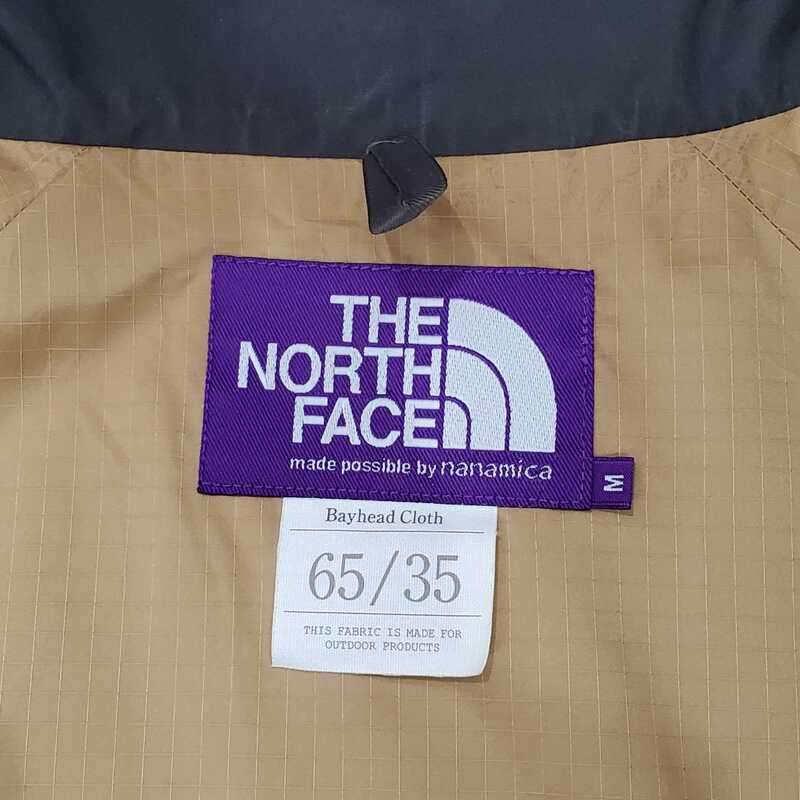 THE
NORTH
FACE
made possible by nanamica
M
Bayhead Cloth
65/35
THIS FABRIC IS MADE FOR
OUTDOOR PRODUCTS